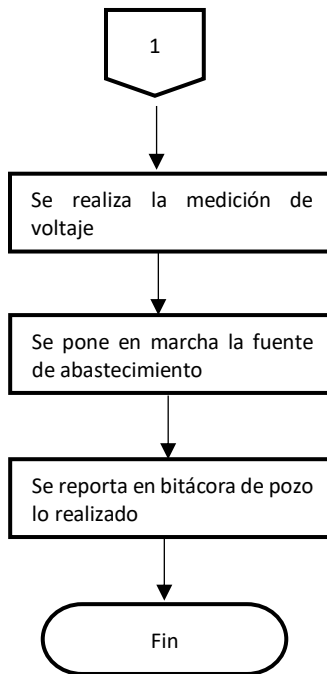 1
Se realiza la medición de
voltaje
Se pone en marcha la fuente
de abastecimiento
Se reporta en bitácora de pozo
lo realizado
Fin